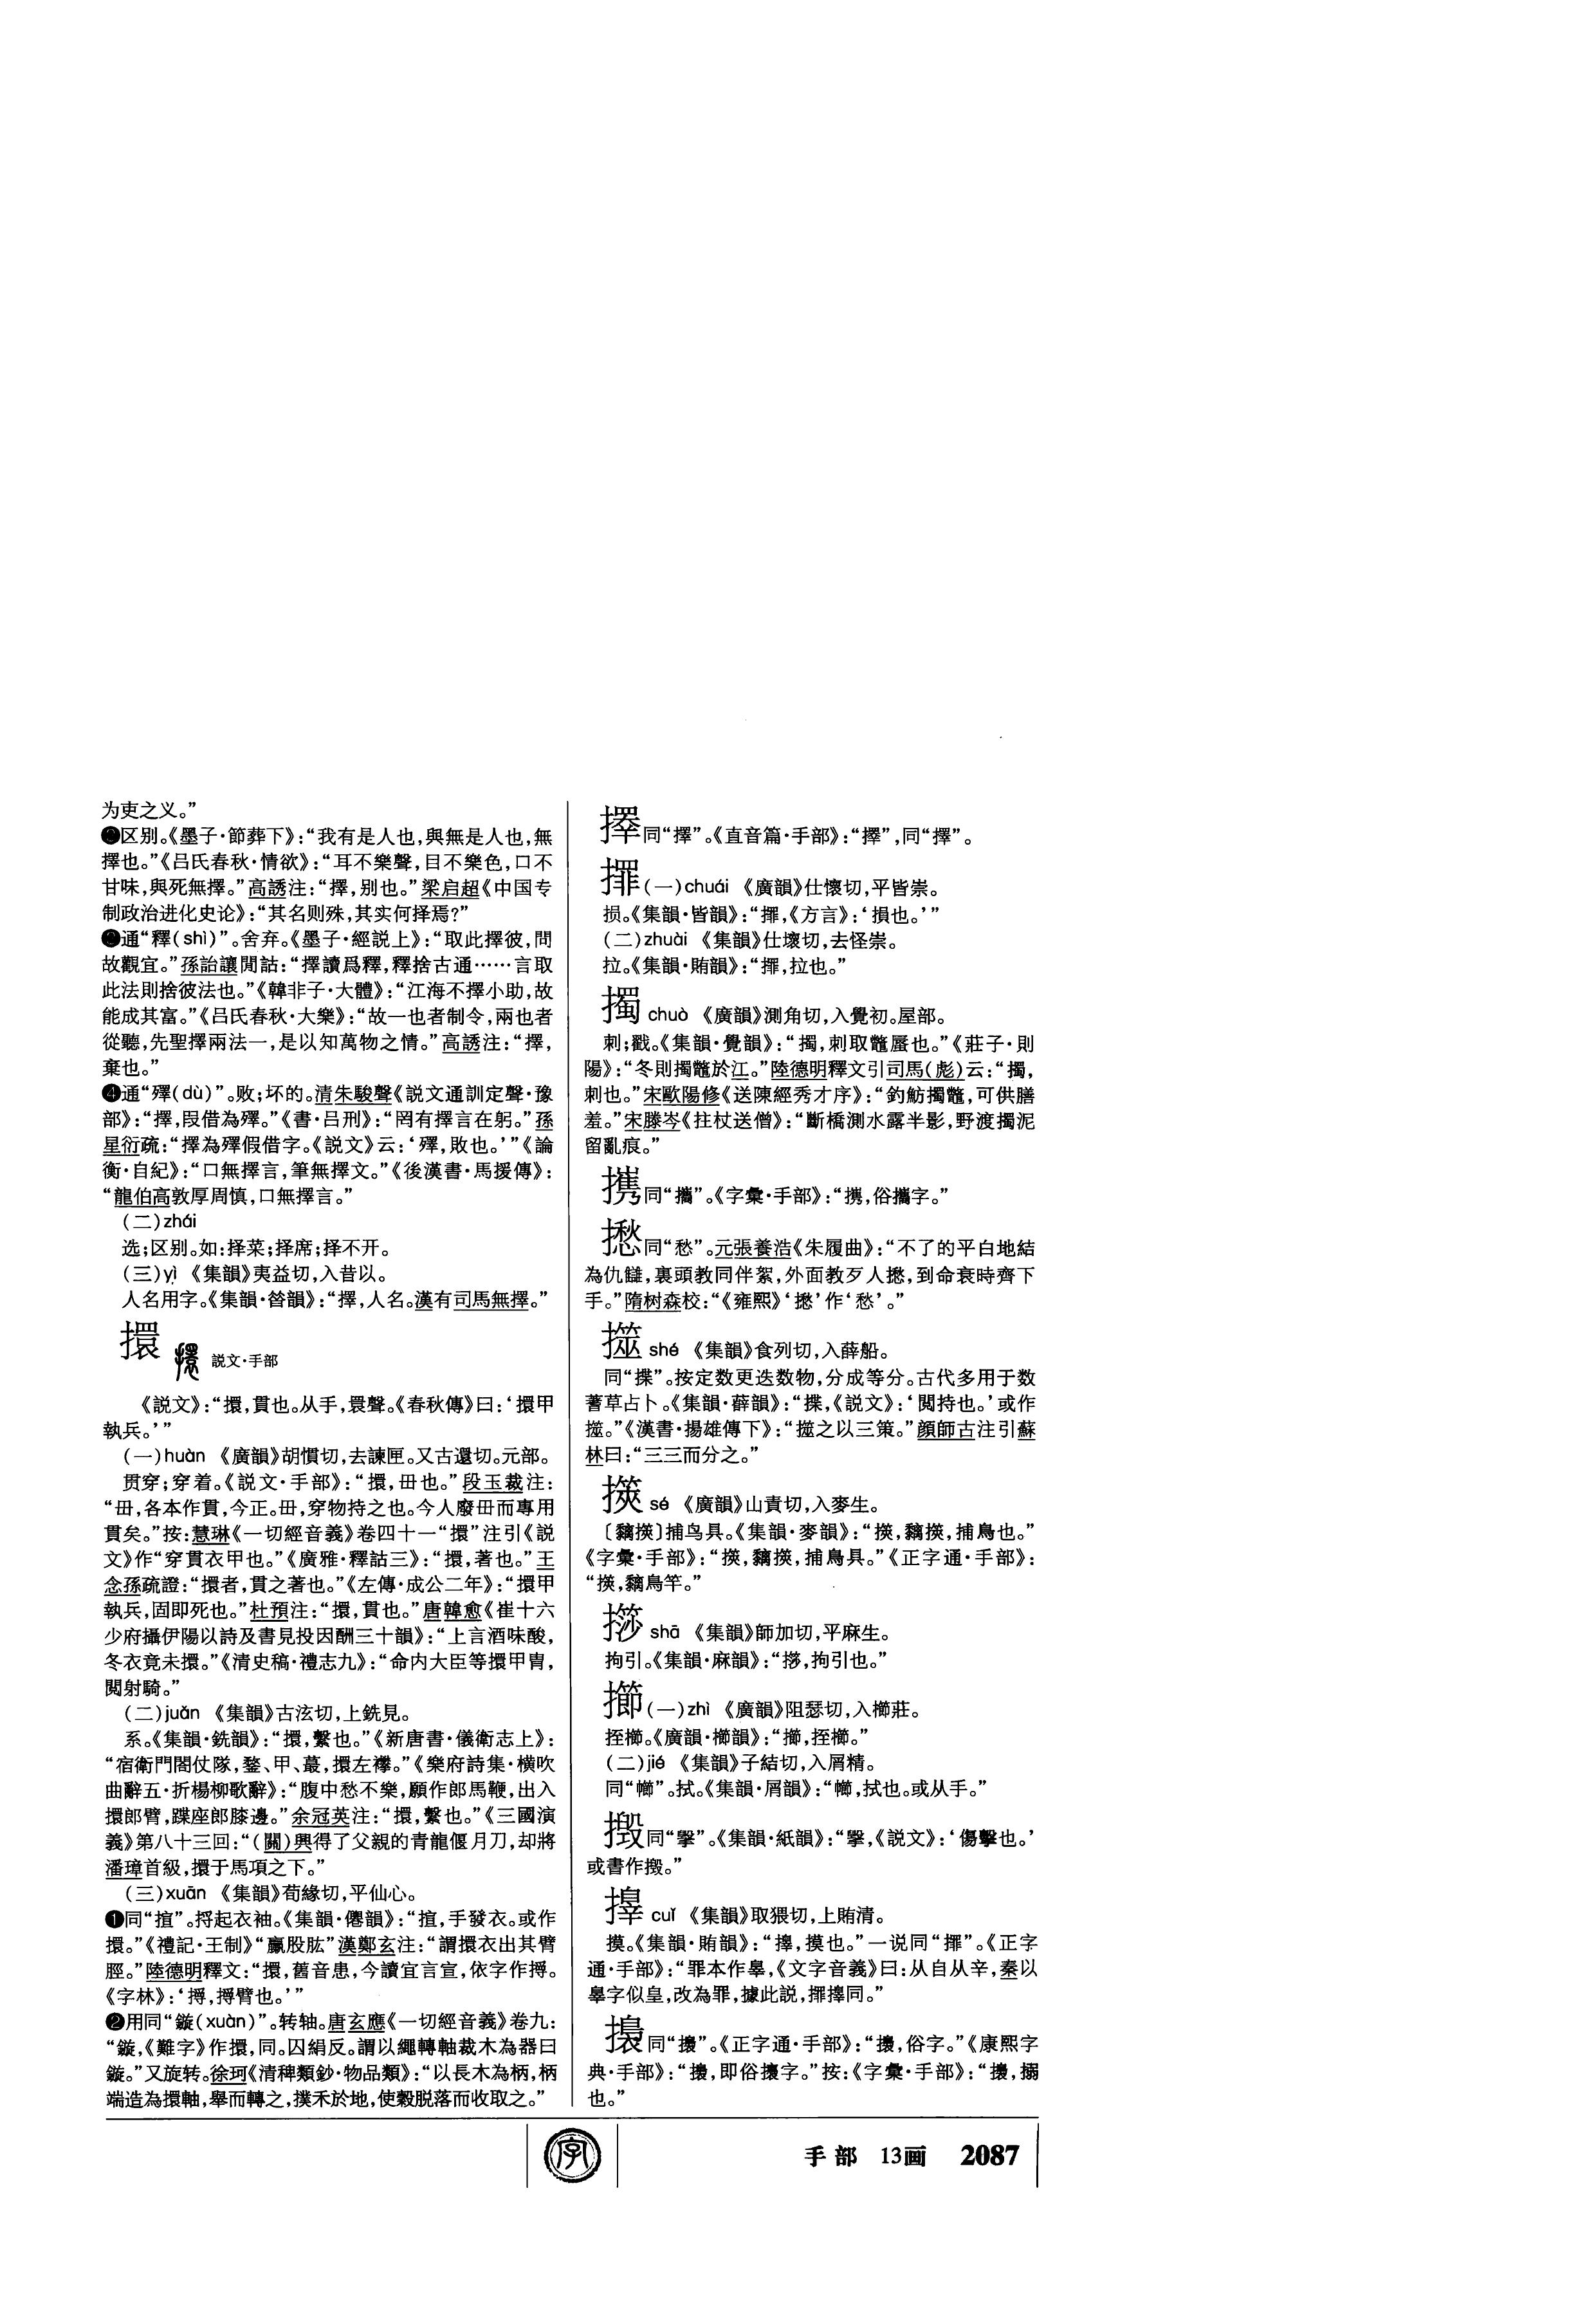 为吏之义。”
❷区别。《墨子·節葬下》：“我有是人也，與無是人也，無
擇也。”《吕氏春秋·情欲》：“耳不樂聲，目不樂色，口不
甘味，與死無擇。”高誘注：“擇，别也。”梁启超《中国专
制政治进化史论》：“其名则殊，其实何择焉？”
❸通“釋(shì)”。舍弃。《墨子·經説上》：“取此擇彼，問
故觀宜。”孫詒讓閒詁：“擇讀爲釋，釋捨古通……言取
此法則捨彼法也。”《韓非子·大體》：“江海不擇小助，故
能成其富。”《吕氏春秋·大樂》：“故一也者制令，兩也者
從聽，先聖擇兩法一，是以知萬物之情。”高誘注：“擇，
棄也。”
❹通“殬(dù)”。败；坏的。清朱駿聲《説文通訓定聲·豫
部》：“擇，叚借為殬。”《書·吕刑》：“罔有擇言在躬。”孫
星衍疏：“擇為殬假借字。《説文》云：‘殬，敗也。’”《論
衡·自紀》：“口無擇言，筆無擇文。”《後漢書·馬援傳》：
“龍伯高敦厚周慎，口無擇言。”
(二)zhái
选；区别。如：择菜；择席；择不开。
(三)yì 《集韻》夷益切，入昔以。
人名用字。《集韻·㫺韻》：“擇，人名。漢有司馬無擇。”
擐 擐 説文·手部
《説文》：“擐，貫也。从手，睘聲。《春秋傳》曰：‘擐甲
執兵。’”
(一)huàn 《廣韻》胡慣切，去諫匣。又古還切。元部。
贯穿；穿着。《説文·手部》：“擐，毌也。”段玉裁注：
“毌，各本作貫，今正。毌，穿物持之也。今人廢毌而專用
貫矣。”按：慧琳《一切經音義》卷四十一“擐”注引《説
文》作“穿貫衣甲也。”《廣雅·釋詁三》：“擐，著也。”王
念孫疏證：“擐者，貫之著也。”《左傳·成公二年》：“擐甲
執兵，固即死也。”杜預注：“擐，貫也。”唐韓愈《崔十六
少府攝伊陽以詩及書見投因酬三十韻》：“上言酒味酸，
冬衣竟未擐。”《清史稿·禮志九》：“命内大臣等擐甲胄，
閲射騎。”
(二)juǎn 《集韻》古泫切，上銑見。
系。《集韻·銑韻》：“擐，繫也。”《新唐書·儀衛志上》：
“宿衛門閤仗隊，鍪、甲、蕞，擐左襻。”《樂府詩集·横吹
曲辭五·折楊柳歌辭》：“腹中愁不樂，願作郎馬鞭，出入
擐郎臂，蹀座郎膝邊。”余冠英注：“擐，繫也。”《三國演
義》第八十三回：“(關)興得了父親的青龍偃月刀，却將
潘璋首級，擐于馬項之下。”
(三)xuān 《集韻》荀緣切，平仙心。
❶同“揎”。捋起衣袖。《集韻·僊韻》：“揎，手發衣。或作
擐。”《禮記·王制》“羸股肱”漢鄭玄注：“謂擐衣出其臂
脛。”陸德明釋文：“擐，舊音患，今讀宜言宣，依字作捋。
《字林》：‘捋，捋臂也。’”
❷用同“鏇(xuàn)”。转轴。唐玄應《一切經音義》卷九：
“鏇，《難字》作擐，同。囚絹反。謂以繩轉軸裁木為器曰
鏇。”又旋转。徐珂《清稗類鈔·物品類》：“以長木為柄，柄
端造為擐軸，舉而轉之，撲禾於地，使穀脱落而收取之。”
同“擇”。《直音篇·手部》：“”，同“擇”。
㩓(一)chuái 《廣韻》仕懷切，平皆崇。
损。《集韻·皆韻》：“，《方言》：‘損也。’”
(二)zhuài 《集韻》仕壞切，去怪崇。
拉。《集韻·賄韻》：“，拉也。”
擉 chuò 《廣韻》測角切，入覺初。屋部。
刺；戳。《集韻·覺韻》：“擉，刺取鼈蜃也。”《莊子·則
陽》：“冬則擉鼈於江。”陸德明釋文引司馬(彪)云：“擉，
刺也。”宋歐陽修《送陳經秀才序》：“釣魴擉鼈，可供膳
羞。”宋滕岑《拄杖送僧》：“斷橋測水露半影，野渡擉泥
留亂痕。”
㩗同“攜”。《字彙·手部》：“㩗，俗攜字。”
同“愁”。元張養浩《朱履曲》：“不了的平白地結
為仇讎，裏頭教同伴絮，外面教歹人，到命衰時齊下
手。”隋树森校：“《雍熙》‘’作‘愁’。”
shé 《集韻》食列切，入薛船。
同“揲”。按定数更迭数物，分成等分。古代多用于数
蓍草占卜。《集韻·薛韻》：“揲，《説文》：‘閲持也。’或作
。”《漢書·揚雄傳下》：“之以三策。”顔師古注引蘇
林曰：“三三而分之。”
sé 《廣韻》山責切，入麥生。
〔黐〕捕鸟具。《集韻·麥韻》：“，黐，捕鳥也。”
《字彙·手部》：“，黐，捕鳥具。”《正字通·手部》：
“，黐鳥竿。”
shā 《集韻》師加切，平麻生。
拘引。《集韻·麻韻》：“，拘引也。”
擳(一)zhì 《廣韻》阻瑟切，入櫛莊。
挃擳。《廣韻·櫛韻》：“擳，挃擳。”
(二)jié 《集韻》子結切，入屑精。
同“㡯”。拭。《集韻·屑韻》：“㡯，拭也。或从手。”
同“”。《集韻·紙韻》：“，《説文》：‘傷擊也。’
或書作。”
cuǐ 《集韻》取猥切，上賄清。
摸。《集韻·賄韻》：“，摸也。”一说同“”。《正字
通·手部》：“罪本作辠，《文字音義》曰：从自从辛，秦以
辠字似皇，改為罪，據此説，同。”
同“”。《正字通·手部》：“，俗字。”《康熙字
典·手部》：“，即俗字。”按：《字彙·手部》：“，搦
也。”
字
手部 13画 2087